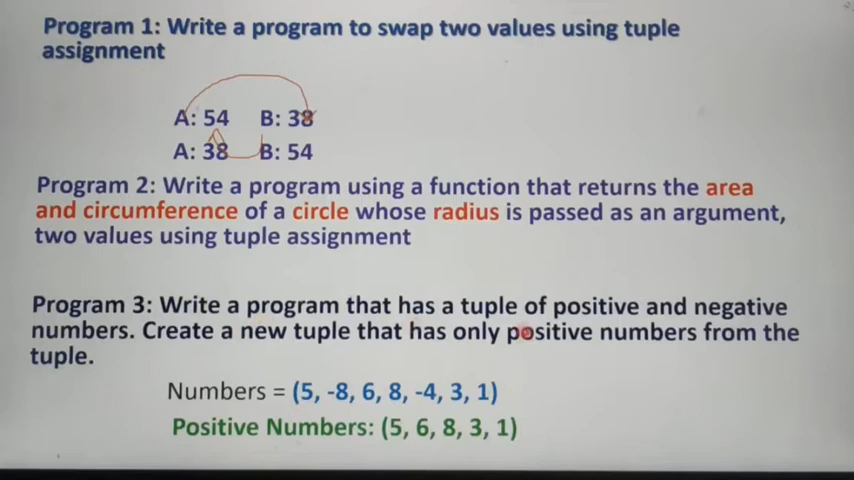 Program 1: Write a program to swap two values using tuple
assignment
A: 54 B: 38
A: 38 B: 54
Program 2: Write a program using a function that returns the area
and circumference of a circle whose radius is passed as an argument,
two values using tuple assignment
Program 3: Write a program that has a tuple of positive and negative
numbers. Create a new tuple that has only positive numbers from the
tuple.
Numbers = (5, -8, 6, 8, -4, 3, 1)
Positive Numbers: (5, 6, 8, 3, 1)